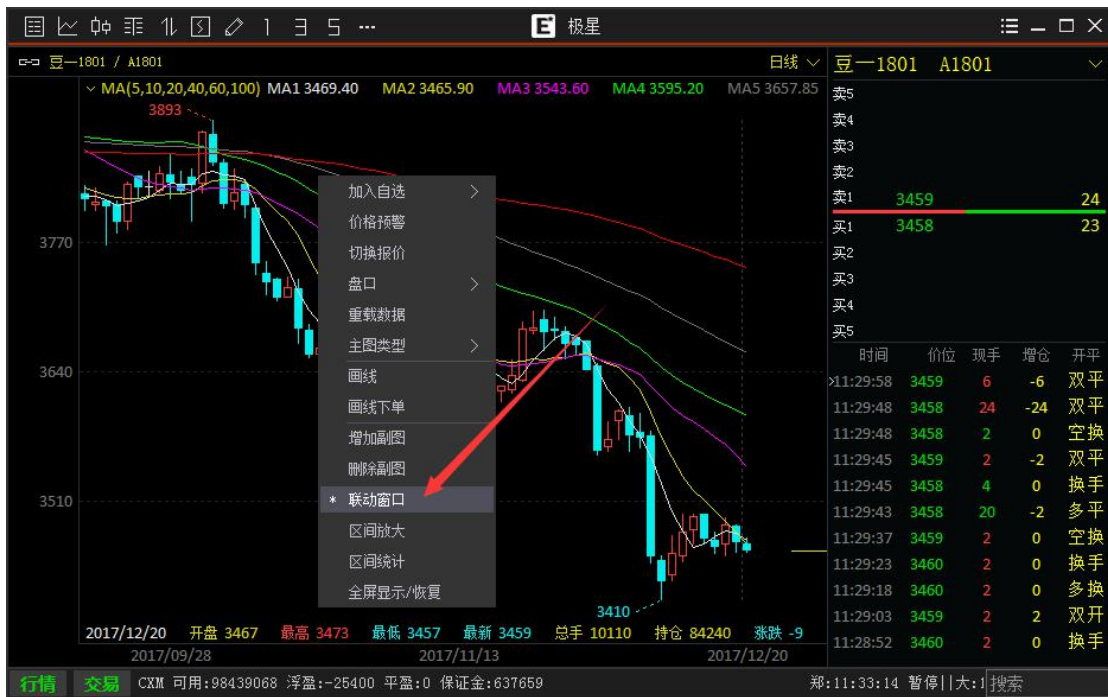 1 3 5 ... E 极星
豆一1801 / A1801 日线
MA(5,10,20,40,60,100) MA1 3469.40 MA2 3465.90 MA3 3543.60 MA4 3595.20 MA5 3657.85
3893
3770
3640
3510
3410
加入自选
价格预警
切换报价
盘口
重载数据
主图类型
画线
画线下单
增加副图
删除副图
* 联动窗口
区间放大
区间统计
全屏显示/恢复
2017/12/20 开盘 3467 最高 3473 最低 3457 最新 3459 总手 10110 持仓 84240 涨跌 -9
2017/09/28 2017/11/13 2017/12/20
豆一1801 A1801
卖5
卖4
卖3
卖2
卖1 3459 24
买1 3458 23
买2
买3
买4
买5
时间 价位 现手 增仓 开平
11:29:58 3459 6 -6 双平
11:29:48 3458 24 -24 双平
11:29:48 3458 2 0 空换
11:29:45 3459 2 -2 双平
11:29:45 3458 4 0 换手
11:29:43 3458 20 -2 多平
11:29:37 3459 2 0 空换
11:29:23 3460 2 0 换手
11:29:18 3460 2 0 多换
11:29:03 3459 2 2 双开
11:28:52 3460 2 0 换手
行情 交易 CXM 可用:98439068 浮盈:-25400 平盈:0 保证金:637659 郑:11:33:14 暂停||大:1 搜索